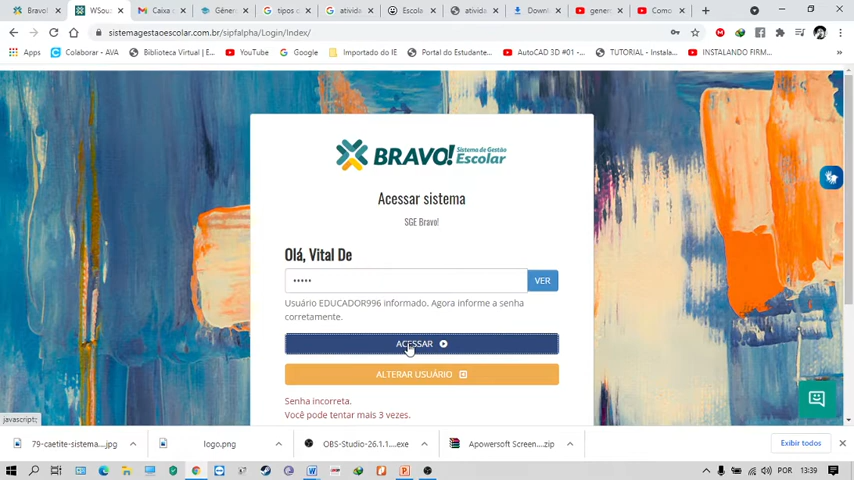 Bravo!
WSou
Caixa d
Gêner
tipos d
ativida
Escola
ativida
Downl
gener
Como
sistemagestaoescolar.com.br/sipfalpha/Login/Index/
Apps
Colaborar - AVA
Biblioteca Virtual | E...
YouTube
Google
Importado do IE
Portal do Estudante...
AutoCAD 3D #01 -...
TUTORIAL - Instala...
INSTALANDO FIRM...
BRAVO! Sistema de Gestão
Escolar
Acessar sistema
SGE Bravo!
Olá, Vital De
•••••
VER
Usuário EDUCADOR996 informado. Agora informe a senha
corretamente.
ACESSAR
ALTERAR USUÁRIO
Senha incorreta.
Você pode tentar mais 3 vezes.
javascript:;
79-caetite-sistema....jpg
logo.png
OBS-Studio-26.1.1....exe
Apowersoft Screen....zip
Exibir todos
POR
13:39